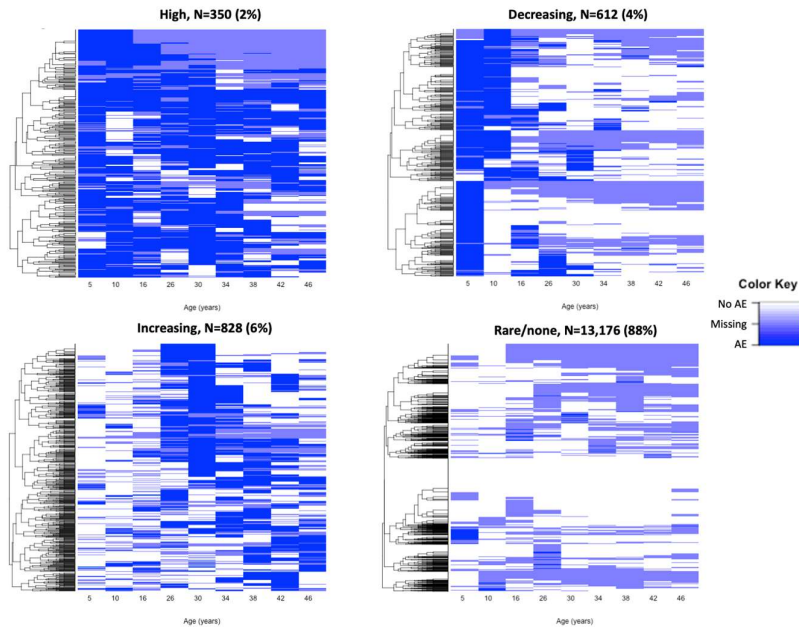 High, N=350 (2%)
Decreasing, N=612 (4%)
5 10 16 26 30 34 38 42 46
Age (years)
5 10 16 26 30 34 38 42 46
Age (years)
Color Key
No AE
Missing
AE
Increasing, N=828 (6%)
Rare/none, N=13,176 (88%)
5 10 16 26 30 34 38 42 46
Age (years)
5 10 16 26 30 34 38 42 46
Age (years)